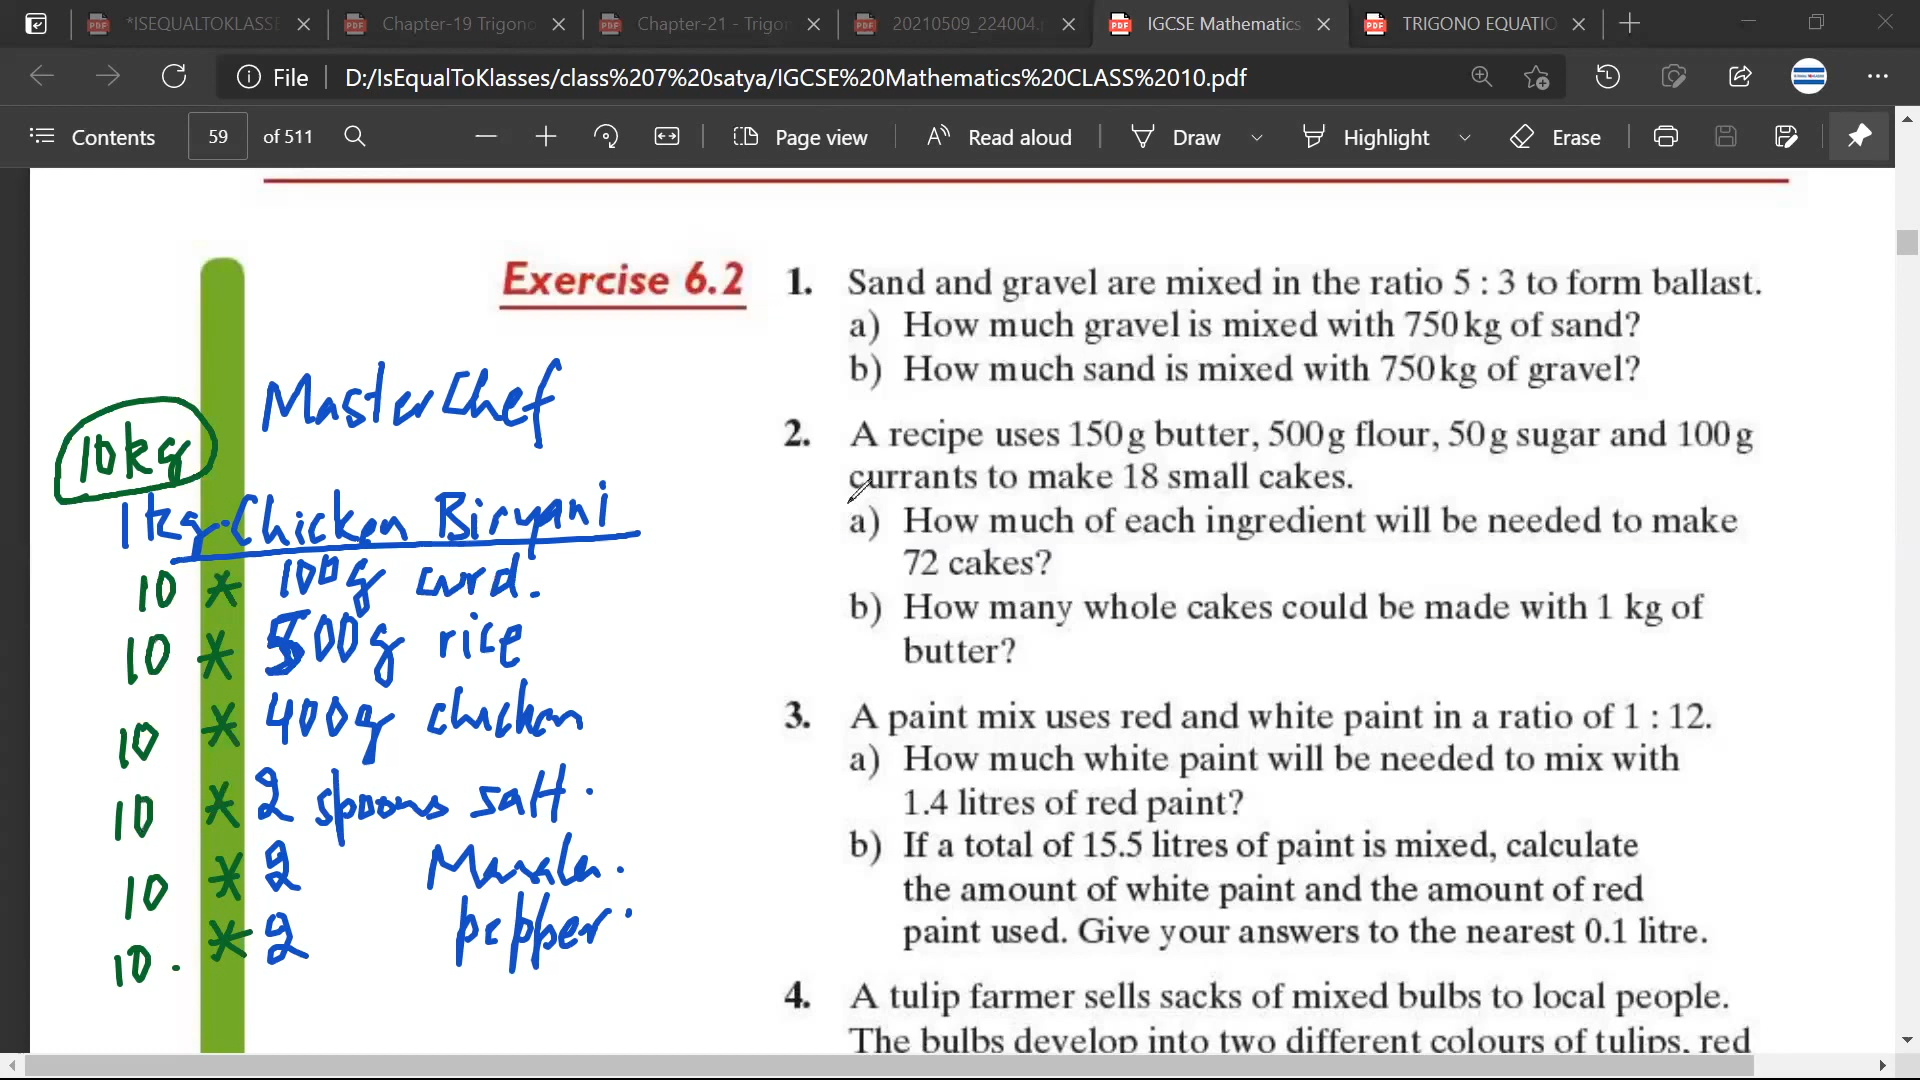 *ISEQUALTOKLASSE
Chapter-19 Trigono
Chapter-21 - Trigon
20210509_224004.
IGCSE Mathematics
TRIGONO EQUATIO
File
D:/IsEqualToKlasses/class%207%20satya/IGCSE%20Mathematics%20CLASS%2010.pdf
Contents
59
of 511
Page view
Read aloud
Draw
Highlight
Erase
Exercise 6.2
1. Sand and gravel are mixed in the ratio 5 : 3 to form ballast.
a) How much gravel is mixed with 750 kg of sand?
b) How much sand is mixed with 750 kg of gravel?
2. A recipe uses 150 g butter, 500 g flour, 50 g sugar and 100 g
currants to make 18 small cakes.
a) How much of each ingredient will be needed to make
72 cakes?
b) How many whole cakes could be made with 1 kg of
butter?
3. A paint mix uses red and white paint in a ratio of 1 : 12.
a) How much white paint will be needed to mix with
1.4 litres of red paint?
b) If a total of 15.5 litres of paint is mixed, calculate
the amount of white paint and the amount of red
paint used. Give your answers to the nearest 0.1 litre.
4. A tulip farmer sells sacks of mixed bulbs to local people.
The bulbs develop into two different colours of tulips, red
MasterChef
10kg
1kg Chicken Biryani
10 * 100g curd.
10 * 500g rice
10 * 400g chicken
10 * 2 spoons salt.
10 * 2 Masala.
10. * 2 pepper.